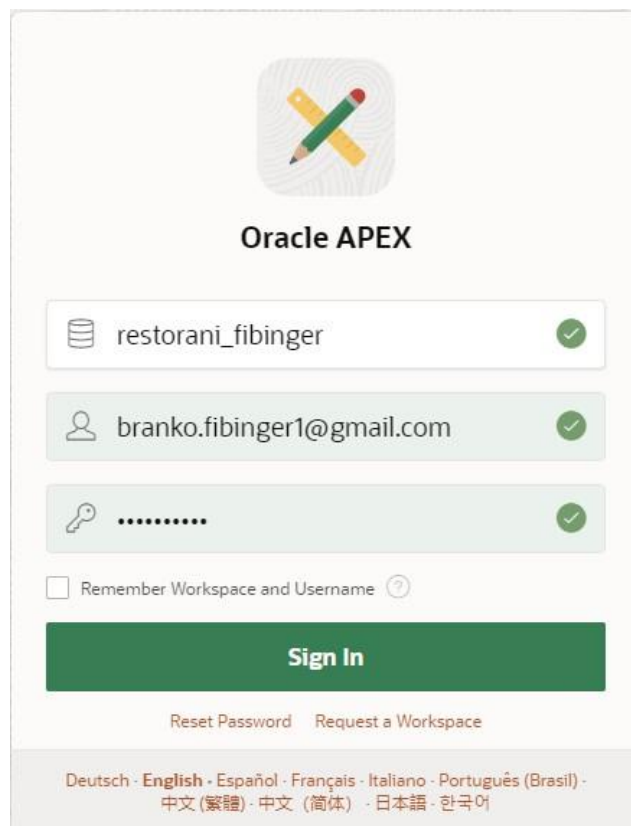 Oracle APEX
restorani_fibinger
branko.fibinger1@gmail.com
••••••••••
Remember Workspace and Username ?
Sign In
Reset Password Request a Workspace
Deutsch · English · Español · Français · Italiano · Português (Brasil) ·
中文 (繁體) · 中文 （简体） · 日本語 · 한국어